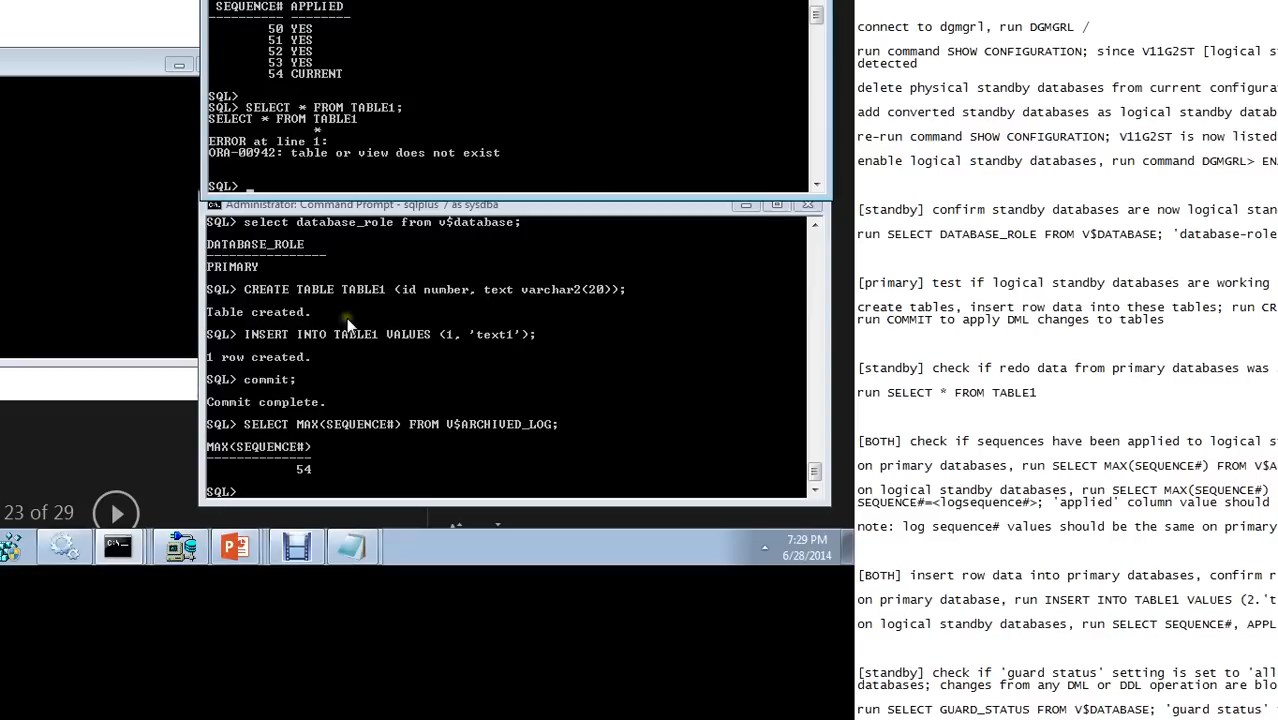 SEQUENCE# APPLIED
---------- --------
50 YES
51 YES
52 YES
53 YES
54 CURRENT
SQL>
SQL> SELECT * FROM TABLE1;
SELECT * FROM TABLE1
*
ERROR at line 1:
ORA-00942: table or view does not exist
SQL> _
Administrator: Command Prompt - sqlplus / as sysdba
SQL> select database_role from v$database;
DATABASE_ROLE
----------------
PRIMARY
SQL> CREATE TABLE TABLE1 (id number, text varchar2(20));
Table created.
SQL> INSERT INTO TABLE1 VALUES (1, 'text1');
1 row created.
SQL> commit;
Commit complete.
SQL> SELECT MAX(SEQUENCE#) FROM V$ARCHIVED_LOG;
MAX(SEQUENCE#)
--------------
54
SQL>
23 of 29
7:29 PM
6/28/2014
connect to dgmgrl, run DGMGRL /
run command SHOW CONFIGURATION; since V11G2ST [logical s
detected
delete physical standby databases from current configura
add converted standby databases as logical standby datab
re-run command SHOW CONFIGURATION; V11G2ST is now listed
enable logical standby databases, run command DGMGRL> EN
[standby] confirm standby databases are now logical stan
run SELECT DATABASE_ROLE FROM V$DATABASE; 'database-role
[primary] test if logical standby databases are working
create tables, insert row data into these tables; run CR
run COMMIT to apply DML changes to tables
[standby] check if redo data from primary databases was
run SELECT * FROM TABLE1
[BOTH] check if sequences have been applied to logical s
on primary databases, run SELECT MAX(SEQUENCE#) FROM V$A
on logical standby databases, run SELECT MAX(SEQUENCE#)
SEQUENCE#=<logsequence#>; 'applied' column value should
note: log sequence# values should be the same on primary
[BOTH] insert row data into primary databases, confirm r
on primary database, run INSERT INTO TABLE1 VALUES (2.'t
on logical standby databases, run SELECT SEQUENCE#, APPL
[standby] check if 'guard status' setting is set to 'all
databases; changes from any DML or DDL operation are blo
run SELECT GUARD_STATUS FROM V$DATABASE; 'guard status'